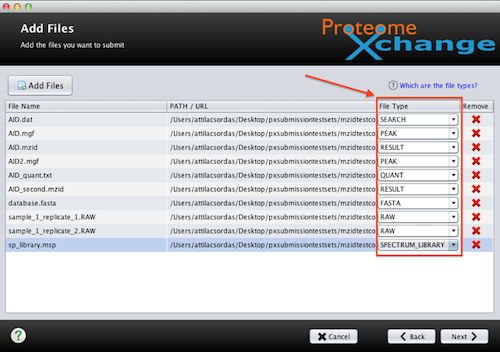 Add Files
Add the files you want to submit
Proteome
Xchange
Add Files
? Which are the file types?
File Name PATH / URL File Type Remove
AID.dat /Users/attilacsordas/Desktop/pxsubmissiontestsets/mzidtestco SEARCH
AID.mgf /Users/attilacsordas/Desktop/pxsubmissiontestsets/mzidtestco PEAK
AID.mzid /Users/attilacsordas/Desktop/pxsubmissiontestsets/mzidtestco RESULT
AID2.mgf /Users/attilacsordas/Desktop/pxsubmissiontestsets/mzidtestco PEAK
AID_quant.txt /Users/attilacsordas/Desktop/pxsubmissiontestsets/mzidtestco QUANT
AID_second.mzid /Users/attilacsordas/Desktop/pxsubmissiontestsets/mzidtestco RESULT
database.fasta /Users/attilacsordas/Desktop/pxsubmissiontestsets/mzidtestco FASTA
sample_1_replicate_1.RAW /Users/attilacsordas/Desktop/pxsubmissiontestsets/mzidtestco RAW
sample_1_replicate_2.RAW /Users/attilacsordas/Desktop/pxsubmissiontestsets/mzidtestco RAW
sp_library.msp /Users/attilacsordas/Desktop/pxsubmissiontestsets/mzidtestco SPECTRUM_LIBRARY
? Cancel Back Next